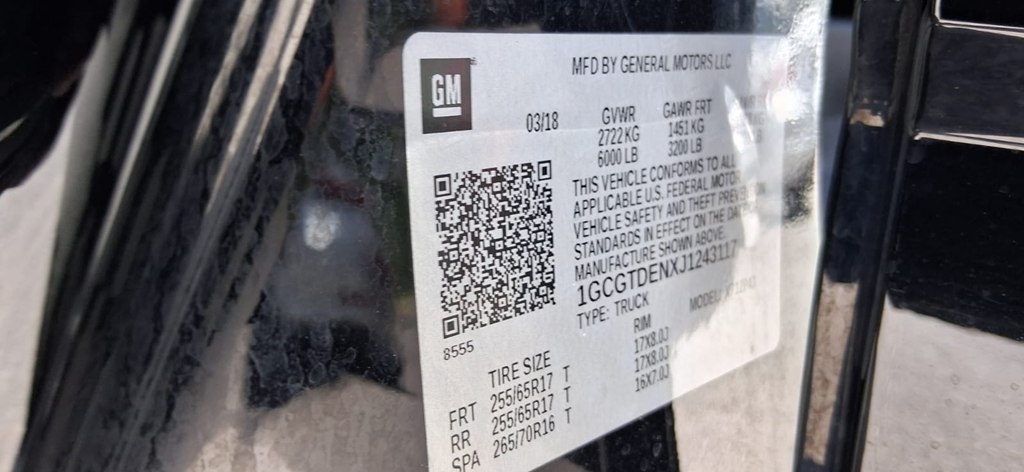 GM
MFD BY GENERAL MOTORS LLC
03/18 GVWR GAWR FRT
2722 KG 1451 KG
6000 LB 3200 LB
THIS VEHICLE CONFORMS TO ALL
APPLICABLE U.S. FEDERAL MOTOR
VEHICLE SAFETY AND THEFT PREVENTION
STANDARDS IN EFFECT ON THE
MANUFACTURE SHOWN ABOVE.
1GCGTDENXJ1243117
TYPE: TRUCK
8555
TIRE SIZE RIM
FRT 255/65R17 T 17X8.0J
RR 255/65R17 T 17X8.0J
SPA 265/70R16 T 16X7.0J